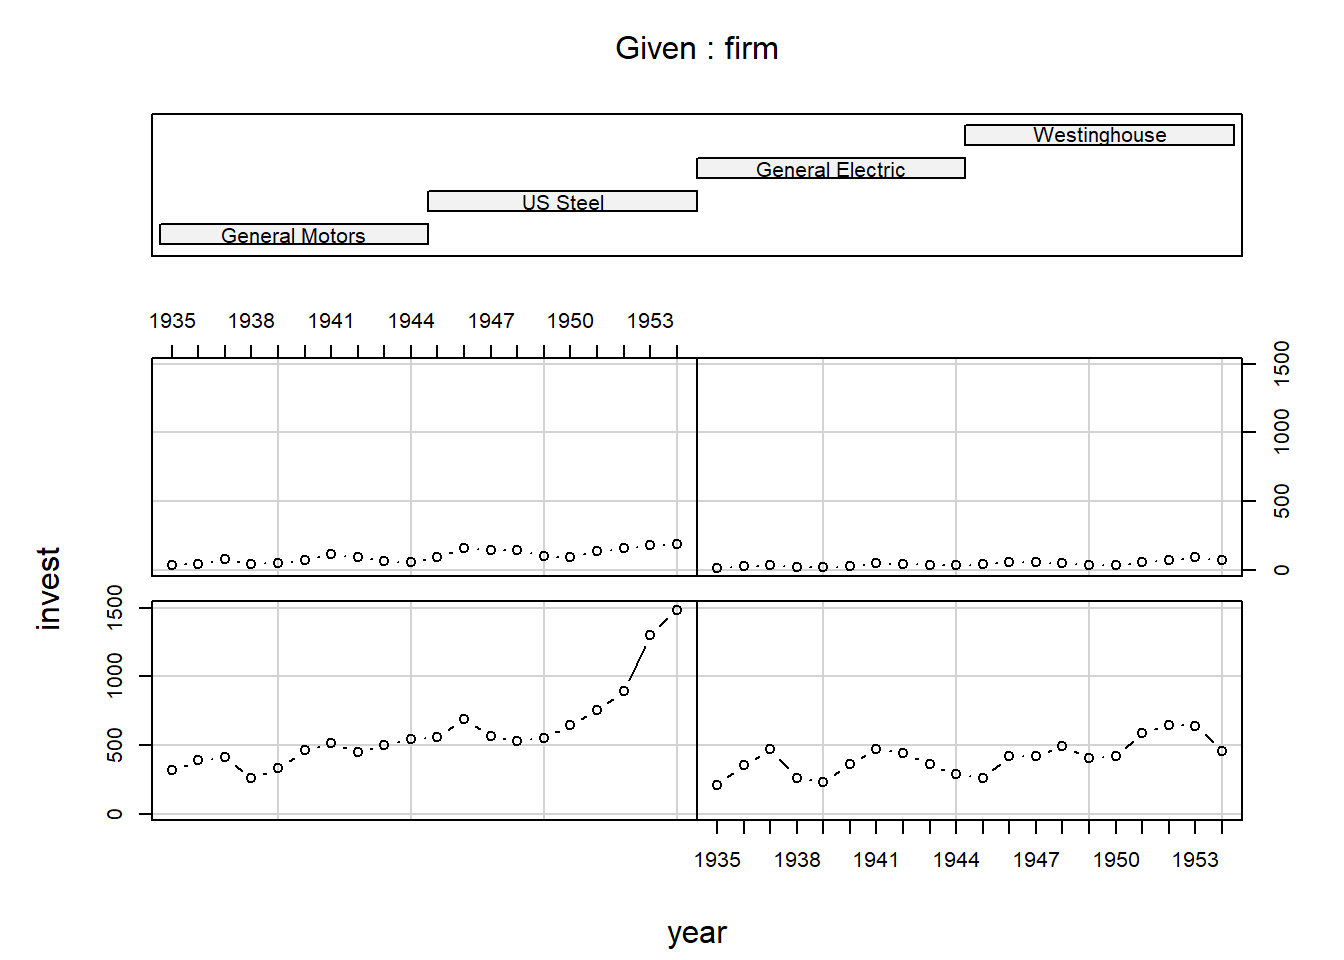 Given : firm
Westinghouse
General Electric
US Steel
General Motors
1935 1938 1941 1944 1947 1950 1953
0 500 1000 1500
invest
0 500 1000 1500
1935 1938 1941 1944 1947 1950 1953
year